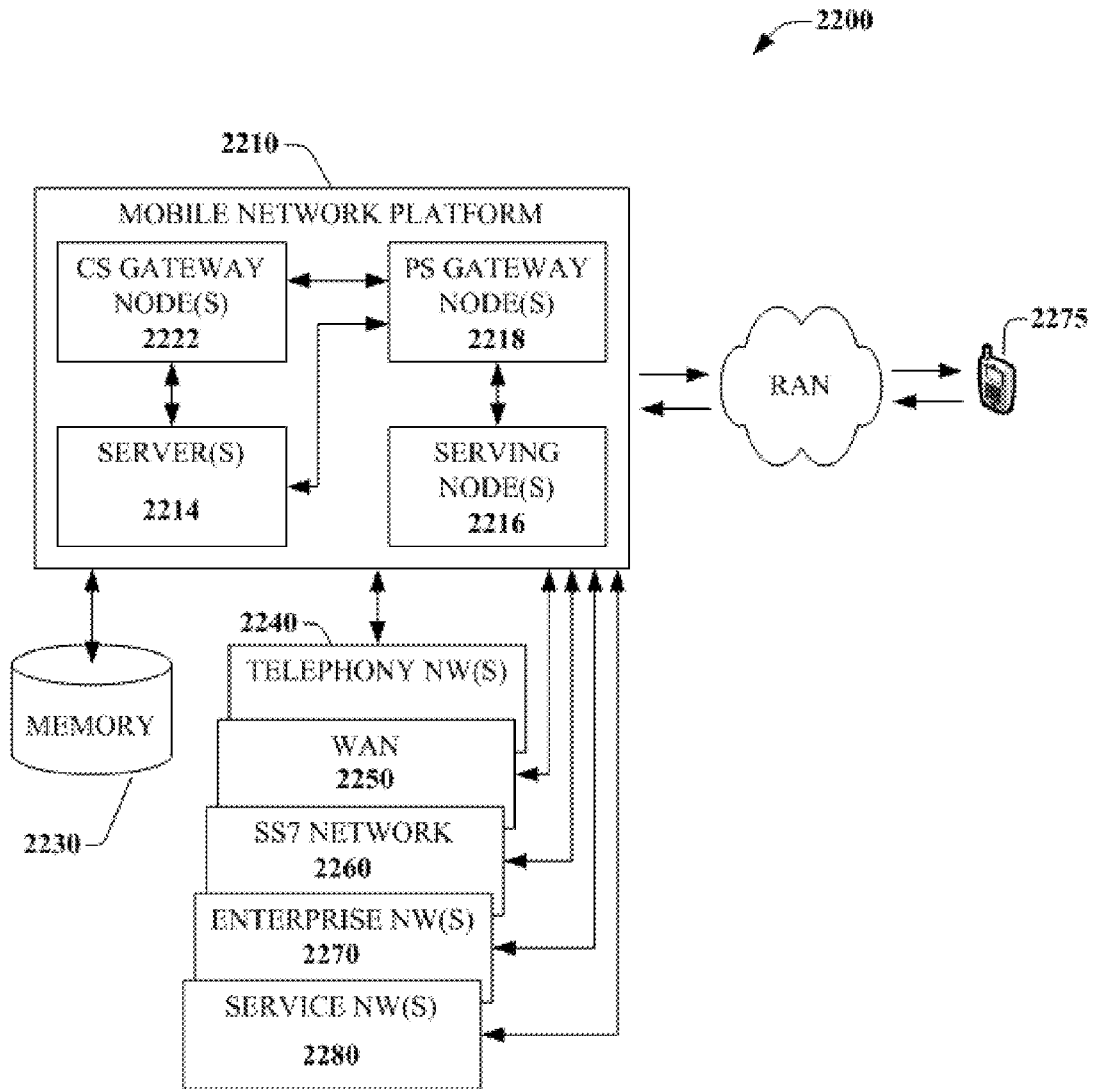 2200
2210
MOBILE NETWORK PLATFORM
CS GATEWAY
NODE(S)
2222
PS GATEWAY
NODE(S)
2218
SERVER(S)
2214
SERVING
NODE(S)
2216
RAN
2275
2240
TELEPHONY NW(S)
MEMORY
2230
WAN
2250
SS7 NETWORK
2260
ENTERPRISE NW(S)
2270
SERVICE NW(S)
2280